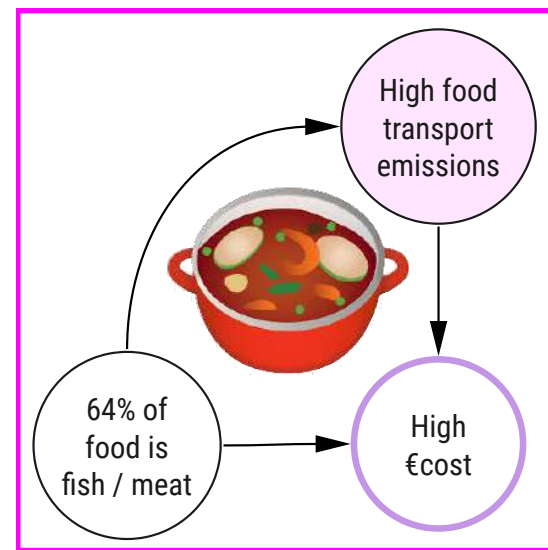 High food
transport
emissions
64% of
food is
fish / meat
High
€cost